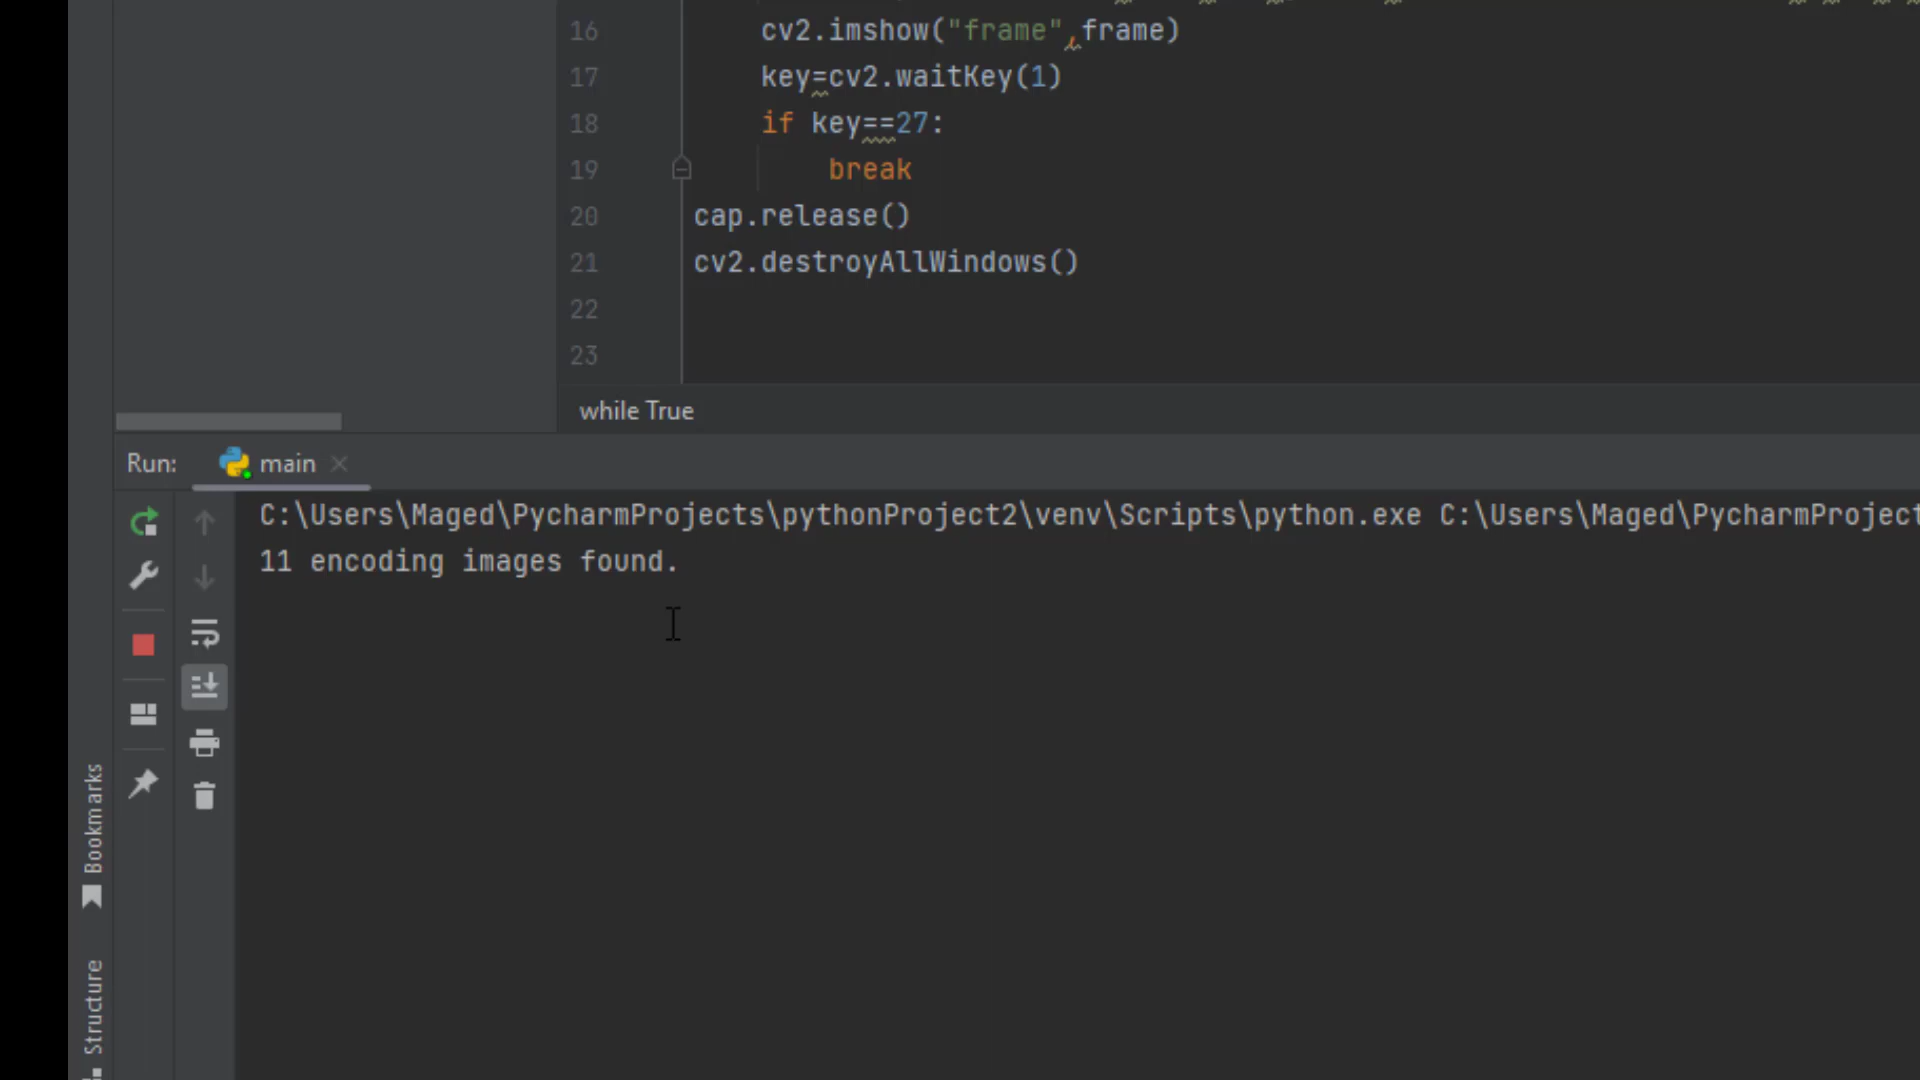 16 cv2.imshow("frame",frame)
17 key=cv2.waitKey(1)
18 if key==27:
19 break
20 cap.release()
21 cv2.destroyAllWindows()
22
23
while True
Run: main
C:\Users\Maged\PycharmProjects\pythonProject2\venv\Scripts\python.exe C:\Users\Maged\PycharmProject
11 encoding images found.
Bookmarks
Structure